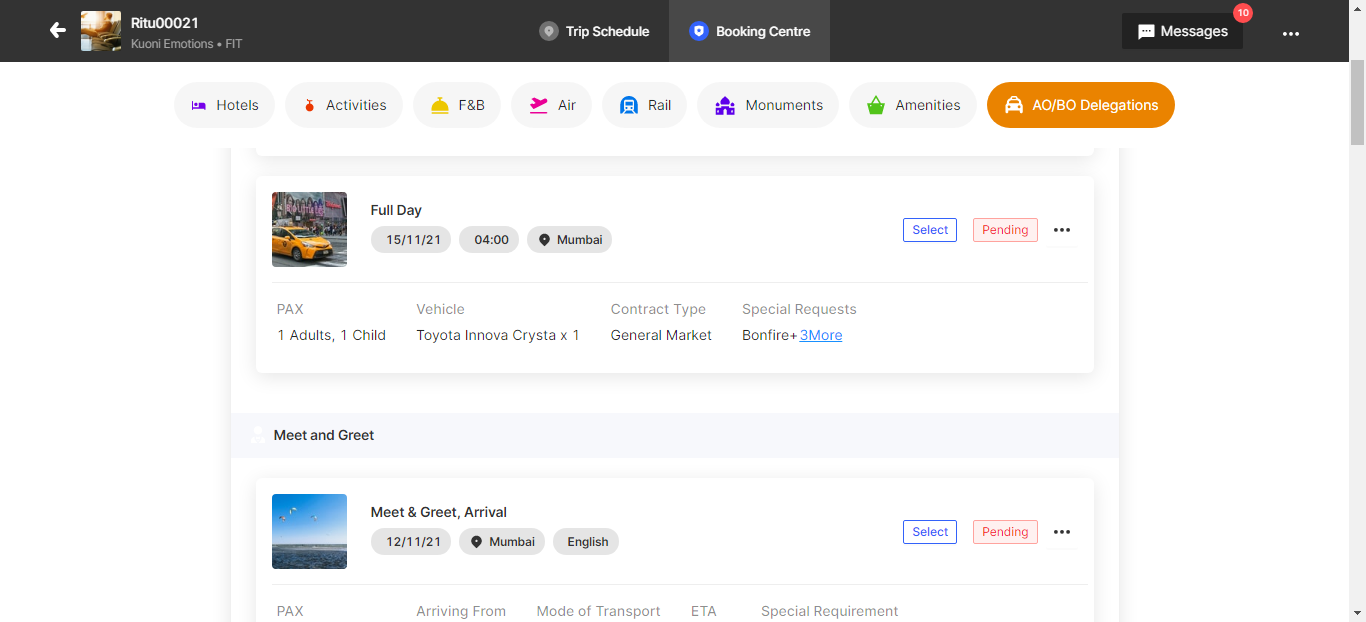 Ritu00021
Kuoni Emotions • FIT
Trip Schedule
Booking Centre
Messages
10
Hotels
Activities
F&B
Air
Rail
Monuments
Amenities
AO/BO Delegations
Full Day
15/11/21
04:00
Mumbai
Select
Pending
PAX
Vehicle
Contract Type
Special Requests
1 Adults, 1 Child
Toyota Innova Crysta x 1
General Market
Bonfire+3More
Meet and Greet
Meet & Greet, Arrival
12/11/21
Mumbai
English
Select
Pending
PAX
Arriving From
Mode of Transport
ETA
Special Requirement